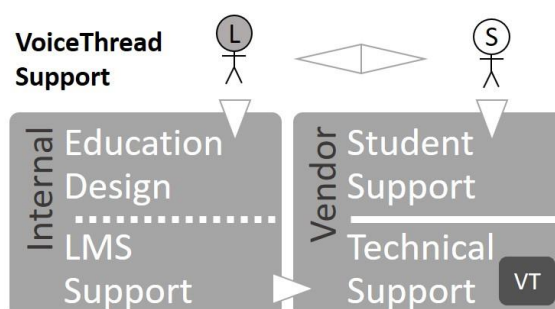 VoiceThread
Support
L
S
Internal
Education
Design
LMS
Support
Vendor
Student
Support
Technical
Support
VT